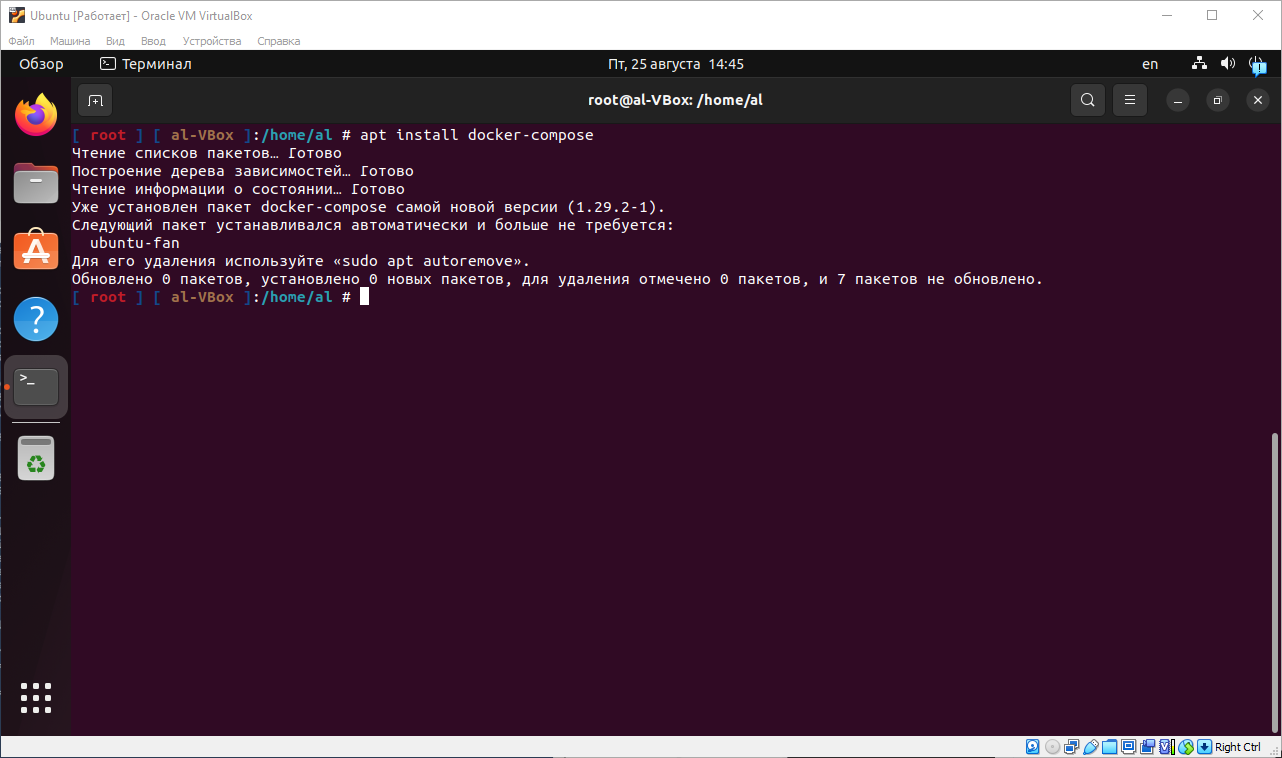 Ubuntu [Работает] - Oracle VM VirtualBox
Файл Машина Вид Ввод Устройства Справка
Обзор Терминал Пт, 25 августа 14:45 en
root@al-VBox: /home/al
[ root ] [ al-VBox ]:/home/al # apt install docker-compose
Чтение списков пакетов… Готово
Построение дерева зависимостей… Готово
Чтение информации о состоянии… Готово
Уже установлен пакет docker-compose самой новой версии (1.29.2-1).
Следующий пакет устанавливался автоматически и больше не требуется:
ubuntu-fan
Для его удаления используйте «sudo apt autoremove».
Обновлено 0 пакетов, установлено 0 новых пакетов, для удаления отмечено 0 пакетов, и 7 пакетов не обновлено.
[ root ] [ al-VBox ]:/home/al #
Right Ctrl